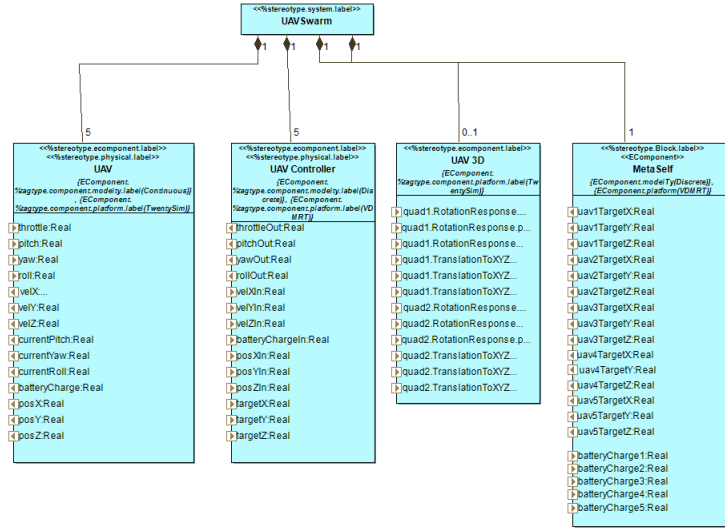 <<%stereotype.system.label>>
UAVSwarm
1
1
1
1
5
5
0..1
1
<<%stereotype.ecomponent.label>>
<<%stereotype.physical.label>>
UAV
{EComponent.
%tagtype.component.modelty.label(Continuous)}
, {EComponent.
%tagtype.component.platform.label(TwentySim)}
throttle:Real
pitch:Real
yaw:Real
roll:Real
velX:...
velY:Real
velZ:Real
currentPitch:Real
currentYaw:Real
currentRoll:Real
batteryCharge:Real
posX:Real
posY:Real
posZ:Real
<<%stereotype.ecomponent.label>>
<<%stereotype.physical.label>>
UAV Controller
{EComponent.
%tagtype.component.modelty.label(Dis
crete)}, {EComponent.
%tagtype.component.platform.label(VD
MRT)}
throttleOut:Real
pitchOut:Real
yawOut:Real
rollOut:Real
velXIn:Real
velYIn:Real
velZIn:Real
batteryChargeIn:Real
posXIn:Real
posYIn:Real
posZIn:Real
targetX:Real
targetY:Real
targetZ:Real
<<%stereotype.ecomponent.label>>
UAV 3D
{EComponent.
%tagtype.component.platform.label(Tw
entySim)}
quad1.RotationResponse....
quad1.RotationResponse.p...
quad1.RotationResponse...
quad1.TranslationToXYZ...
quad1.TranslationToXYZ...
quad1.TranslationToXYZ...
quad2.RotationResponse....
quad2.RotationResponse...
quad2.RotationResponse.p...
quad2.TranslationToXYZ...
quad2.TranslationToXYZ...
quad2.TranslationToXYZ...
<<%stereotype.Block.label>>
<<EComponent>>
MetaSelf
{EComponent.modelTy(Discrete)},
{EComponent.platform(VDMRT)}
uav1TargetX:Real
uav1TargetY:Real
uav1TargetZ:Real
uav2TargetX:Real
uav2TargetY:Real
uav2TargetZ:Real
uav3TargetX:Real
uav3TargetY:Real
uav3TargetZ:Real
uav4TargetX:Real
uav4TargetY:Real
uav4TargetZ:Real
uav5TargetX:Real
uav5TargetY:Real
uav5TargetZ:Real
batteryCharge1:Real
batteryCharge2:Real
batteryCharge3:Real
batteryCharge4:Real
batteryCharge5:Real